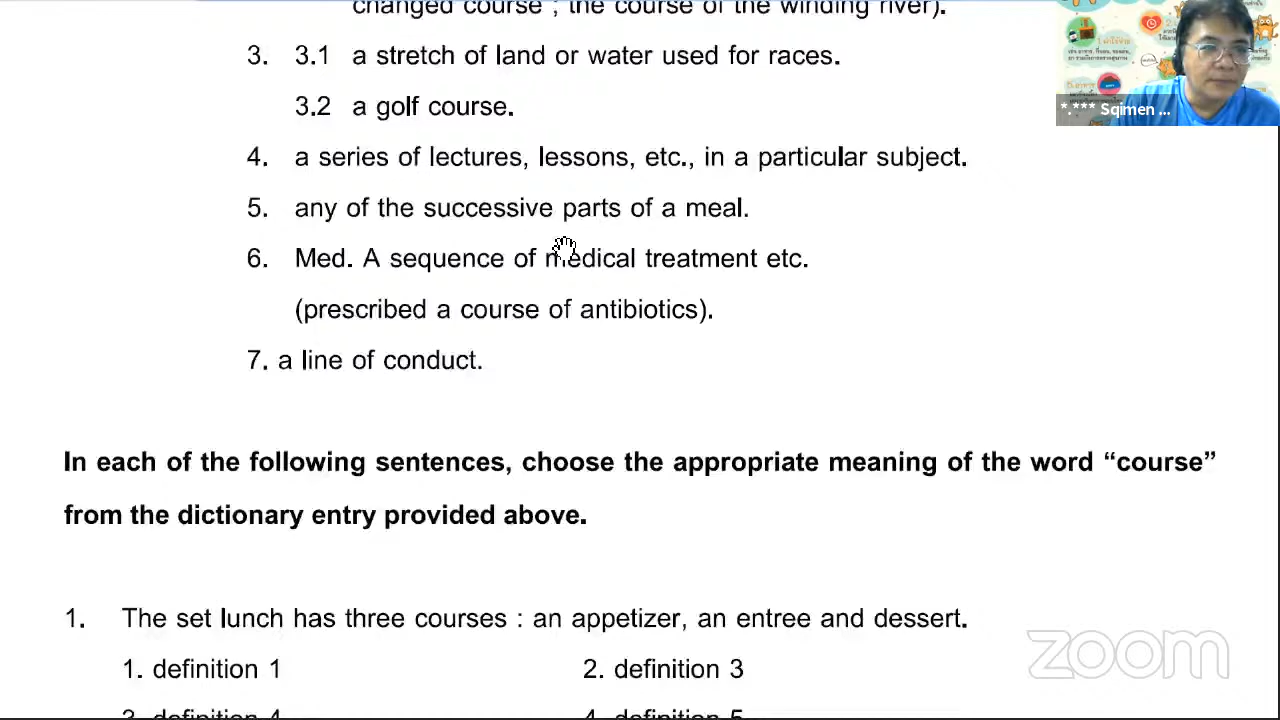 changed course ; the course of the winding river).
3. 3.1 a stretch of land or water used for races.
3.2 a golf course.
4. a series of lectures, lessons, etc., in a particular subject.
5. any of the successive parts of a meal.
6. Med. A sequence of medical treatment etc.
(prescribed a course of antibiotics).
7. a line of conduct.
In each of the following sentences, choose the appropriate meaning of the word “course”
from the dictionary entry provided above.
1. The set lunch has three courses : an appetizer, an entree and dessert.
1. definition 1 2. definition 3
3. definition 4 4. definition 5
*.*** Sqimen ...
zoom